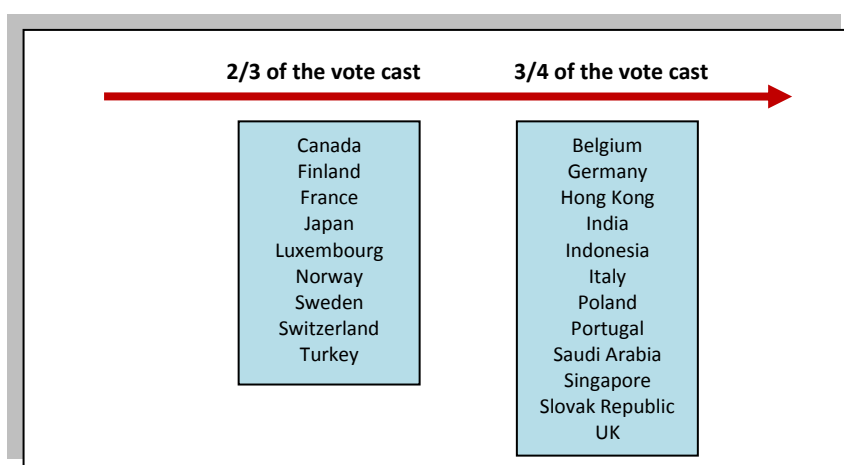 2/3 of the vote cast
3/4 of the vote cast
Canada
Finland
France
Japan
Luxembourg
Norway
Sweden
Switzerland
Turkey
Belgium
Germany
Hong Kong
India
Indonesia
Italy
Poland
Portugal
Saudi Arabia
Singapore
Slovak Republic
UK